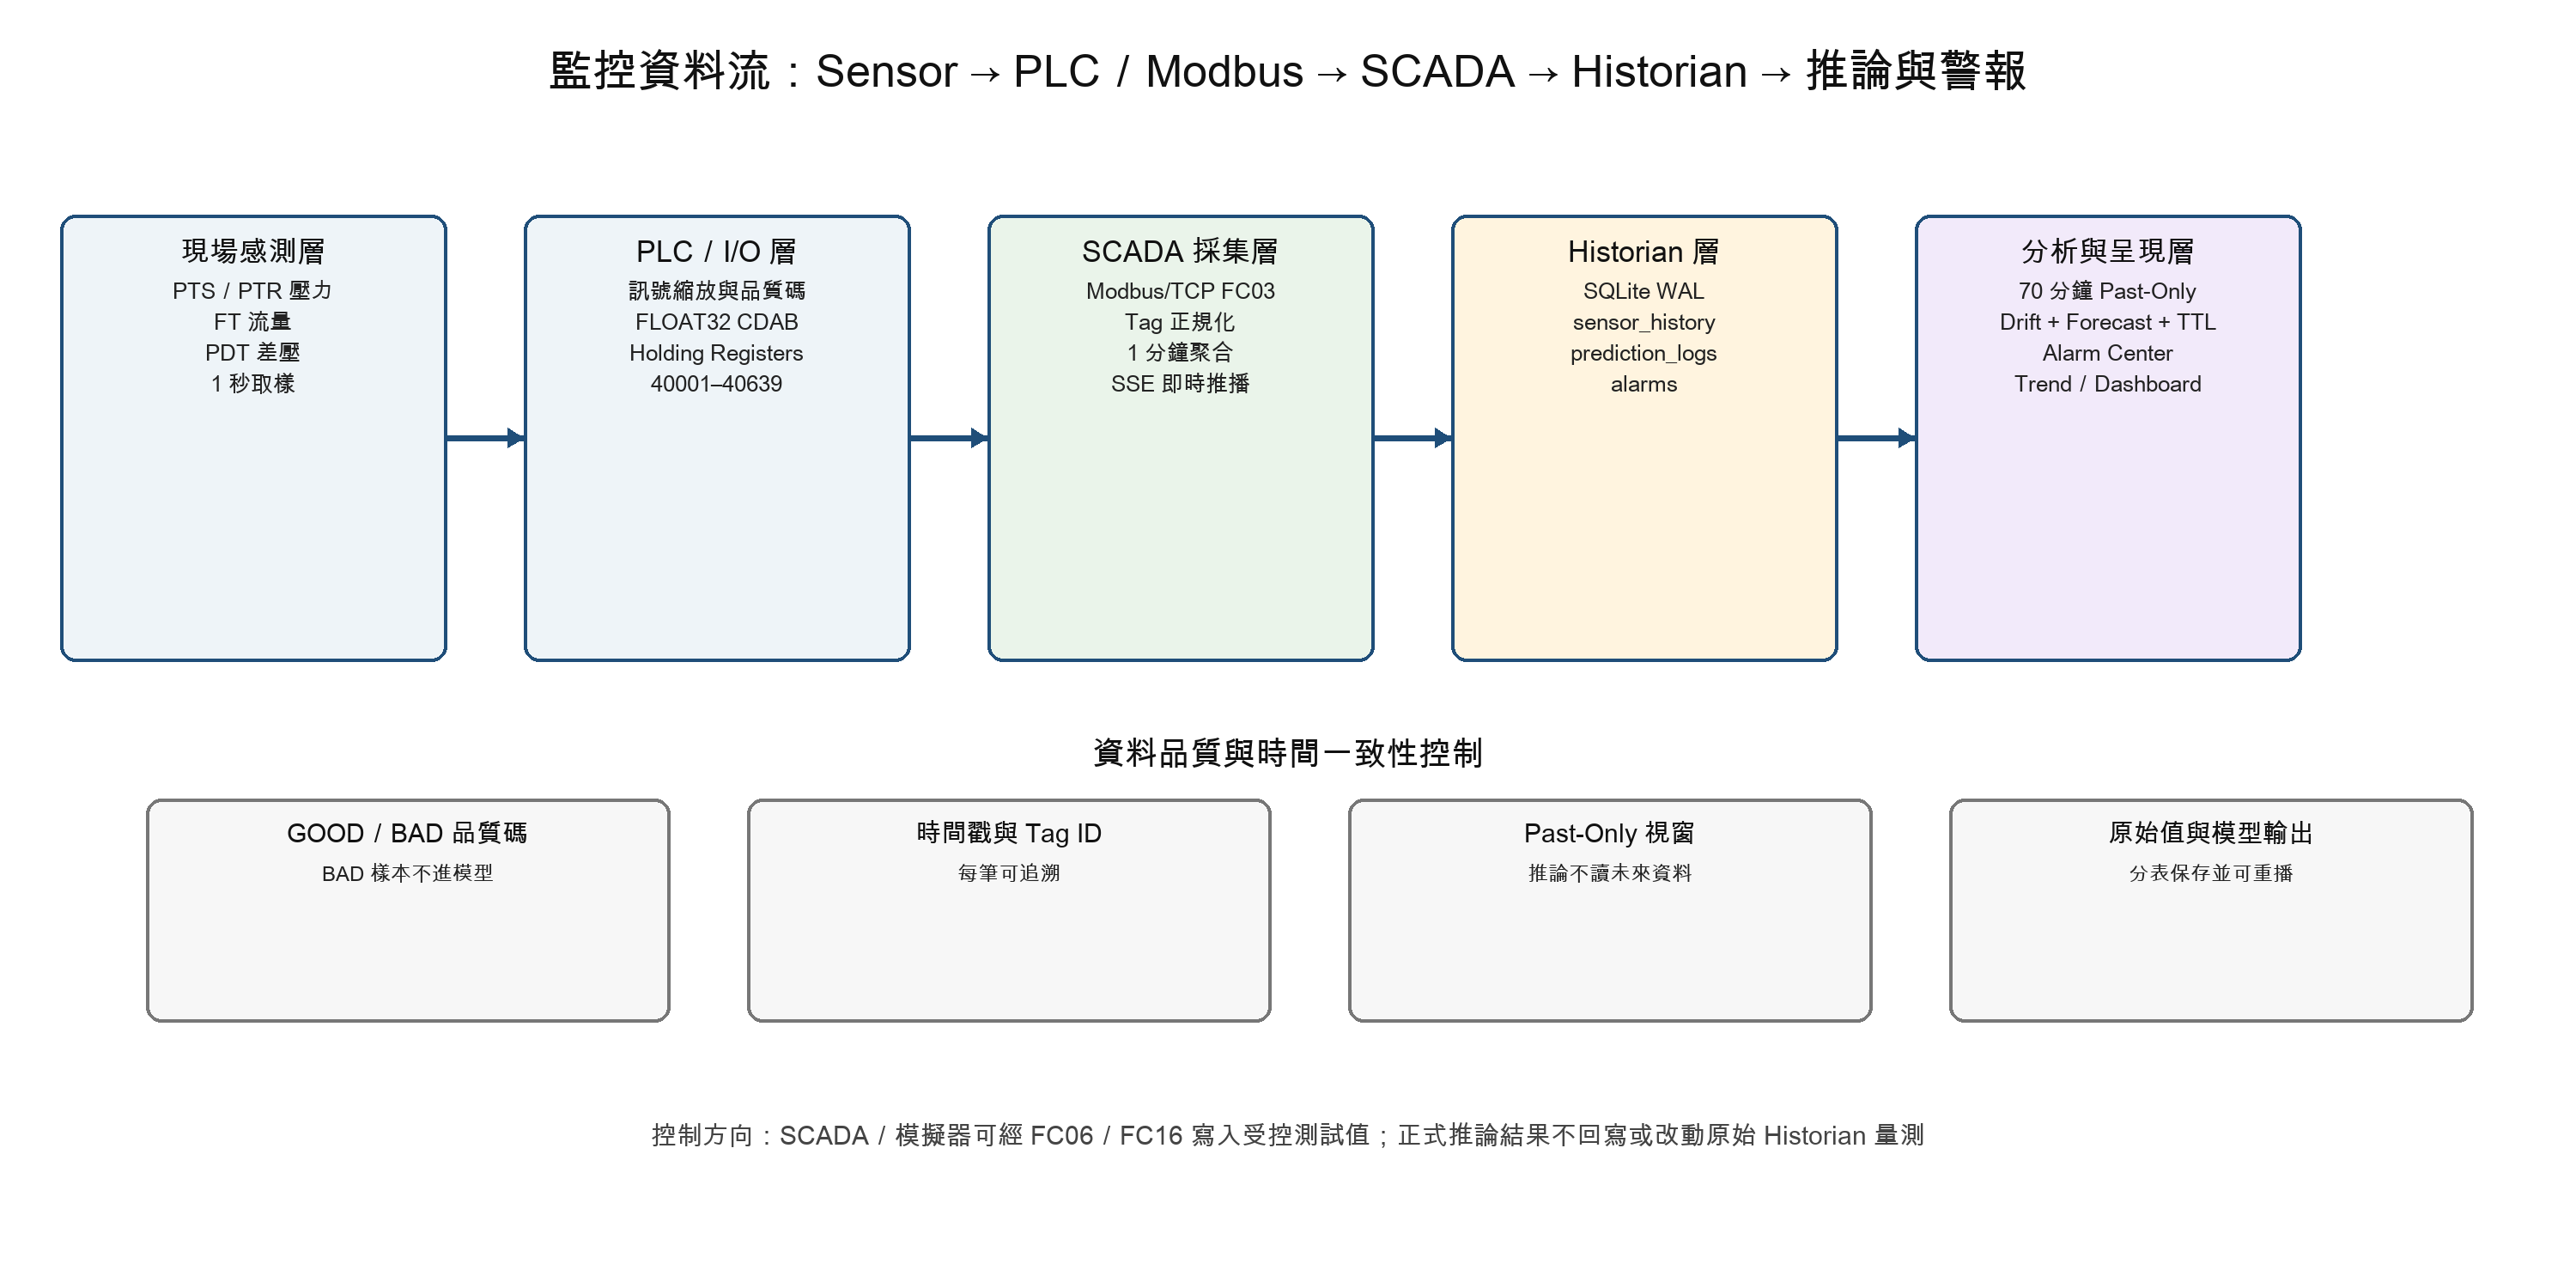 監控資料流：Sensor → PLC / Modbus → SCADA → Historian → 推論與警報
現場感測層
PTS / PTR 壓力
FT 流量
PDT 差壓
1 秒取樣
PLC / I/O 層
訊號縮放與品質碼
FLOAT32 CDAB
Holding Registers
40001–40639
SCADA 採集層
Modbus/TCP FC03
Tag 正規化
1 分鐘聚合
SSE 即時推播
Historian 層
SQLite WAL
sensor_history
prediction_logs
alarms
分析與呈現層
70 分鐘 Past-Only
Drift + Forecast + TTL
Alarm Center
Trend / Dashboard
資料品質與時間一致性控制
GOOD / BAD 品質碼
BAD 樣本不進模型
時間戳與 Tag ID
每筆可追溯
Past-Only 視窗
推論不讀未來資料
原始值與模型輸出
分表保存並可重播
控制方向：SCADA / 模擬器可經 FC06 / FC16 寫入受控測試值；正式推論結果不回寫或改動原始 Historian 量測